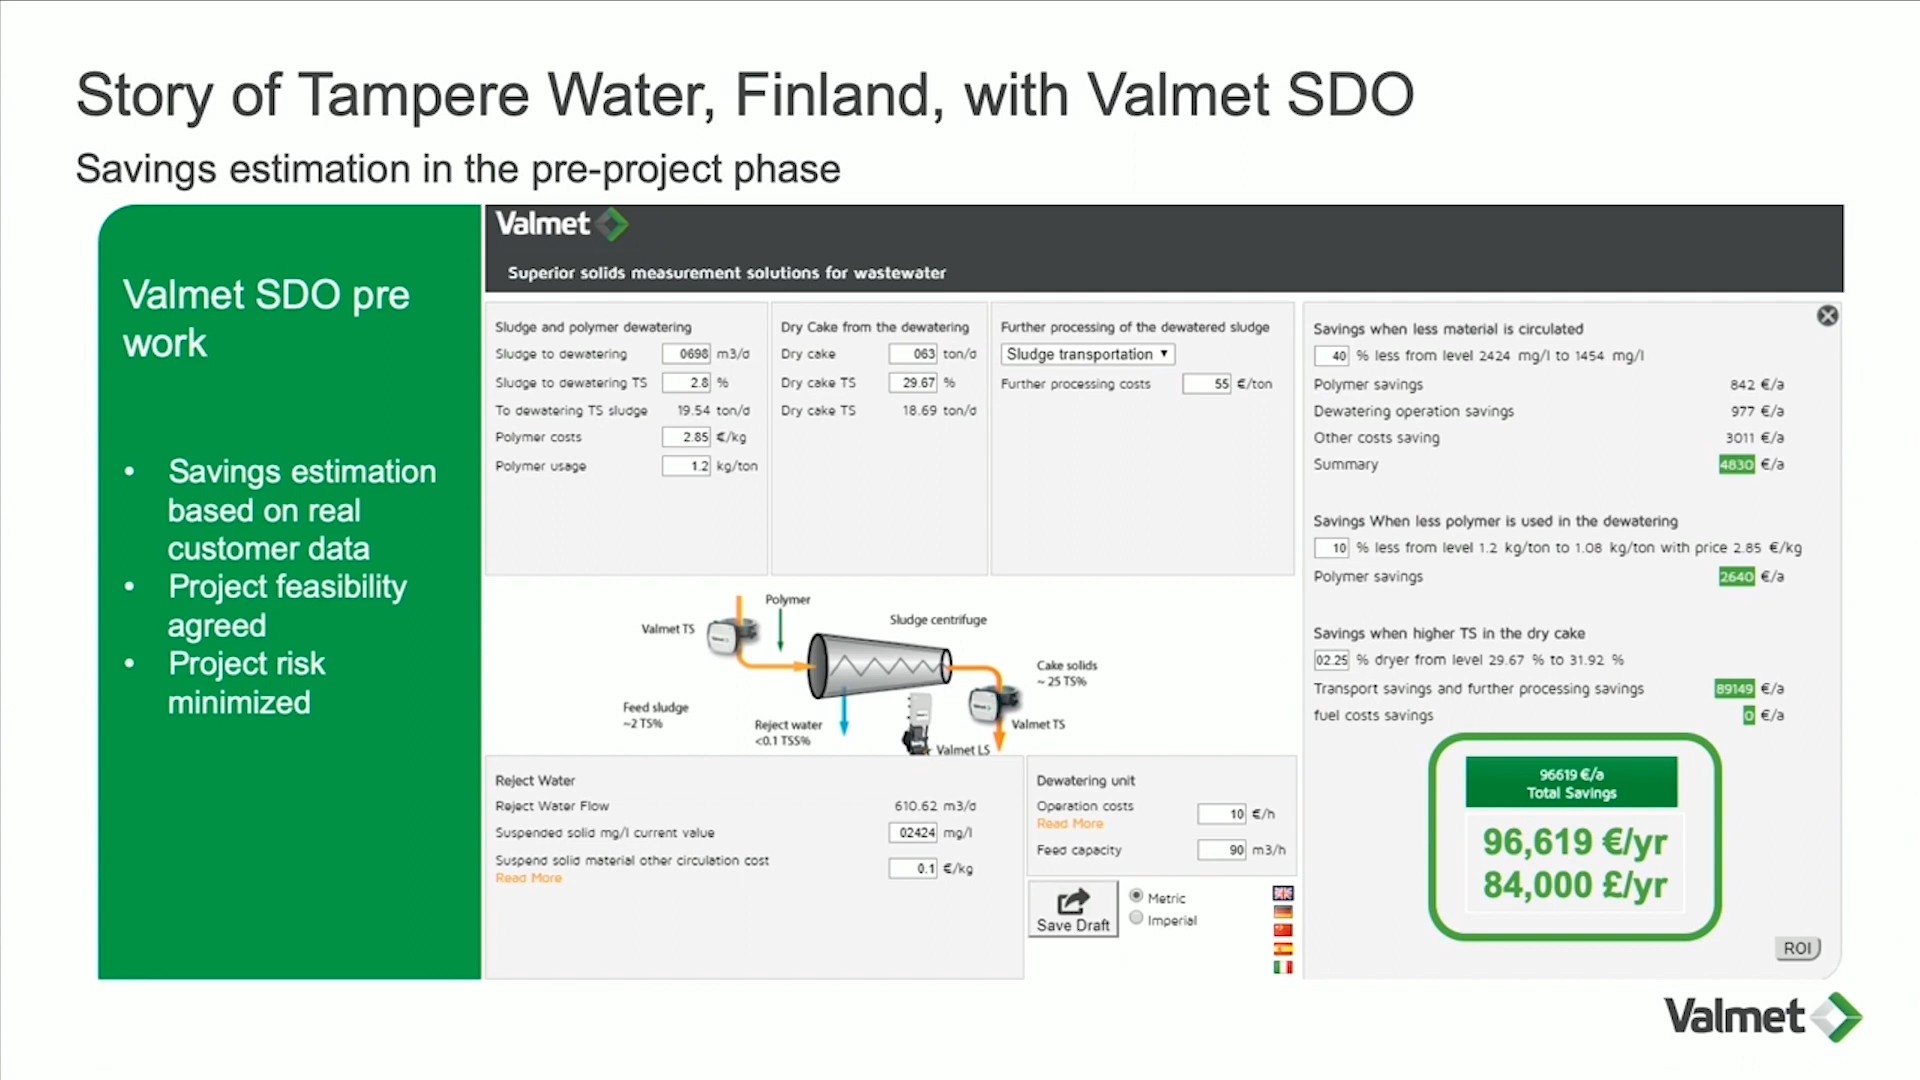 Story of Tampere Water, Finland, with Valmet SDO
Savings estimation in the pre-project phase
Valmet SDO pre
work
• Savings estimation
based on real
customer data
• Project feasibility
agreed
• Project risk
minimized
Valmet
Superior solids measurement solutions for wastewater
Sludge and polymer dewatering
Sludge to dewatering 0698 m3/d
Sludge to dewatering TS 2.8 %
To dewatering TS sludge 19.54 ton/d
Polymer costs 2.85 €/kg
Polymer usage 1.2 kg/ton
Dry Cake from the dewatering
Dry cake 063 ton/d
Dry cake TS 29.67 %
Dry cake TS 18.69 ton/d
Further processing of the dewatered sludge
Sludge transportation
Further processing costs 55 €/ton
Polymer
Valmet TS
Sludge centrifuge
Cake solids
~ 25 TS%
Feed sludge
~2 TS%
Reject water
<0.1 TSS%
Valmet TS
Valmet LS
Reject Water
Reject Water Flow 610.62 m3/d
Suspended solid mg/l current value 02424 mg/l
Suspend solid material other circulation cost 0.1 €/kg
Read More
Dewatering unit
Operation costs 10 €/h
Read More
Feed capacity 90 m3/h
Save Draft
Metric
Imperial
Savings when less material is circulated
40 % less from level 2424 mg/l to 1454 mg/l
Polymer savings 842 €/a
Dewatering operation savings 977 €/a
Other costs saving 3011 €/a
Summary 4830 €/a
Savings When less polymer is used in the dewatering
10 % less from level 1.2 kg/ton to 1.08 kg/ton with price 2.85 €/kg
Polymer savings 2640 €/a
Savings when higher TS in the dry cake
02.25 % dryer from level 29.67 % to 31.92 %
Transport savings and further processing savings 89149 €/a
fuel costs savings 0 €/a
96619 €/a
Total Savings
96,619 €/yr
84,000 £/yr
ROI
Valmet